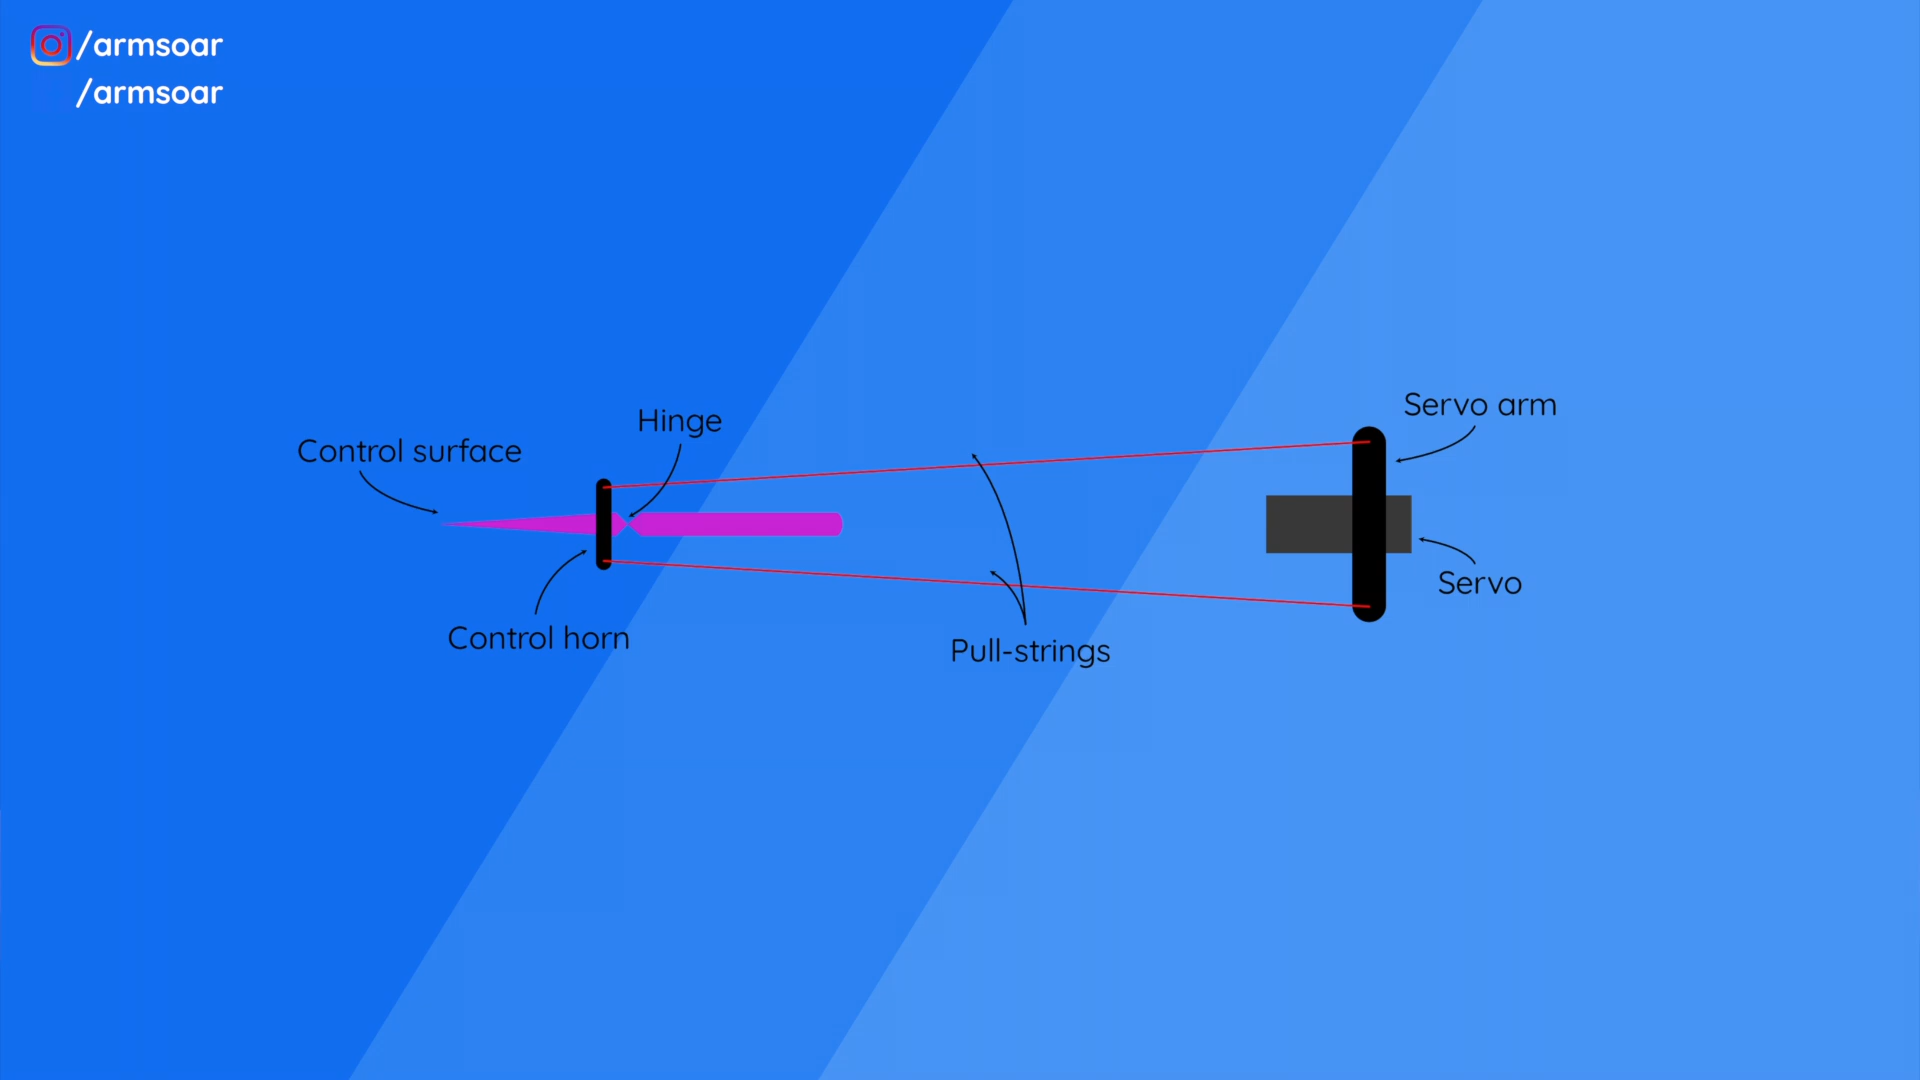 /armsoar
/armsoar
Servo arm
Hinge
Control surface
Servo
Control horn
Pull-strings